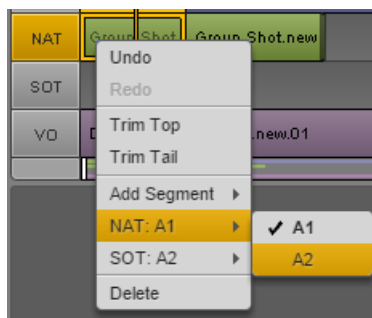 NAT Group Shot Group Shot.new
Undo
SOT Redo
Trim Top
VO .new.01
Trim Tail
Add Segment
NAT: A1 ✓ A1
SOT: A2 A2
Delete